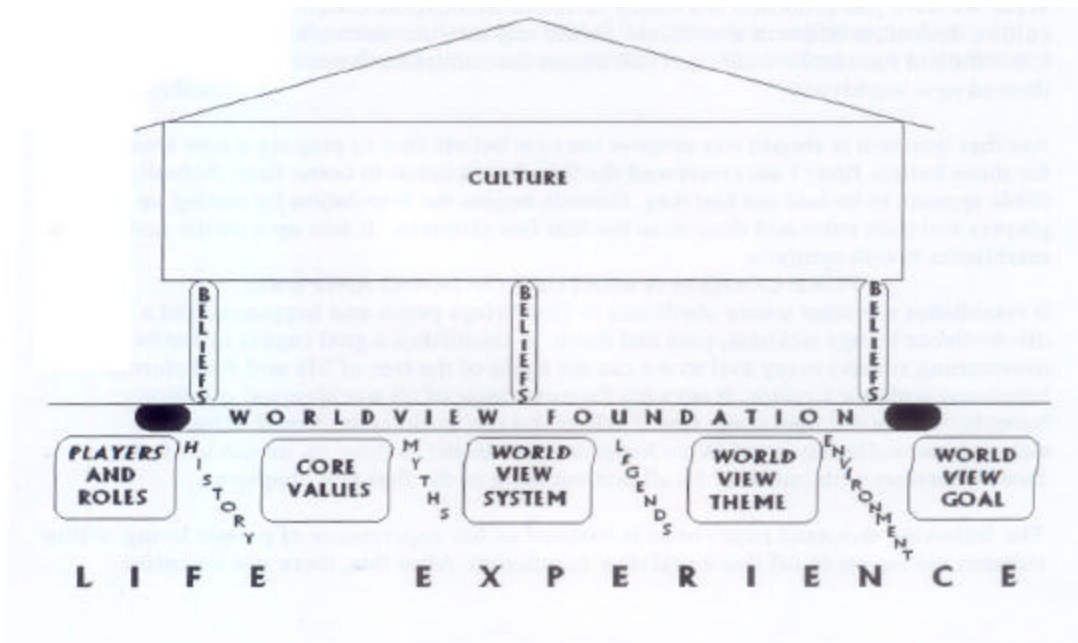 CULTURE
BELIEFS
BELIEFS
BELIEFS
WORLDVIEW FOUNDATION
PLAYERS
AND
ROLES
HISTORY
CORE
VALUES
MYTHS
WORLD
VIEW
SYSTEM
LEGENDS
WORLD
VIEW
THEME
ENVIRONMENT
WORLD
VIEW
GOAL
LIFE EXPERIENCE